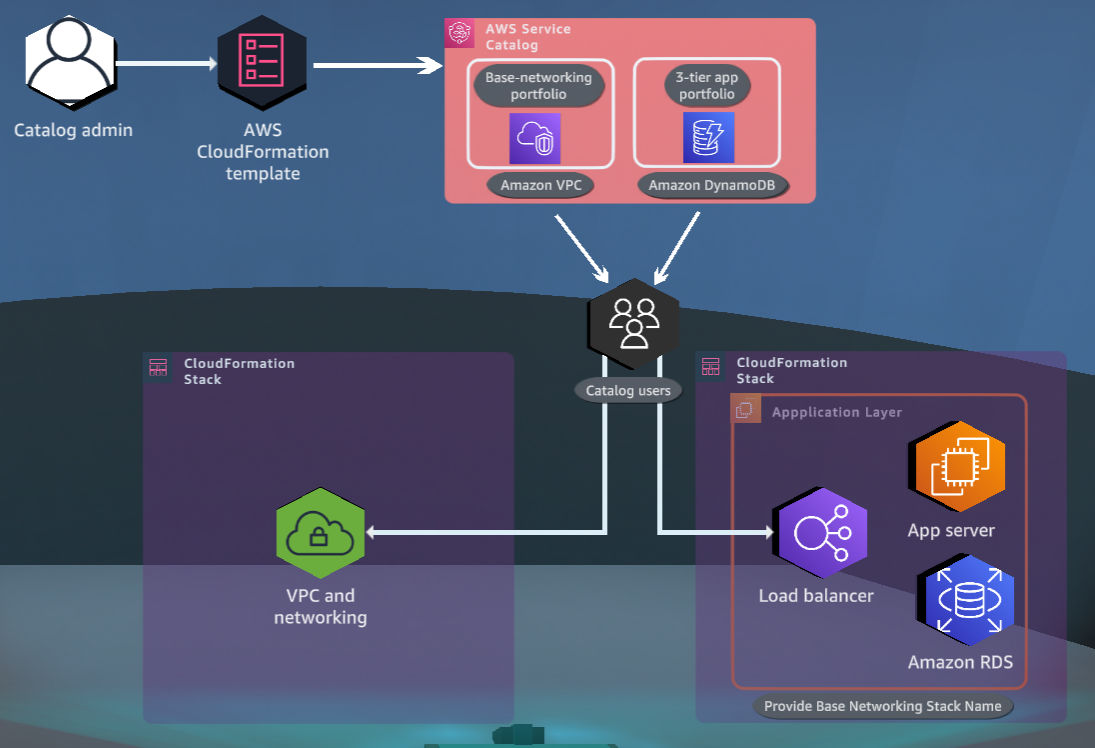 Catalog admin
AWS
CloudFormation
template
AWS Service
Catalog
Base-networking
portfolio
3-tier app
portfolio
Amazon VPC
Amazon DynamoDB
Catalog users
CloudFormation
Stack
VPC and
networking
CloudFormation
Stack
Appplication Layer
App server
Load balancer
Amazon RDS
Provide Base Networking Stack Name